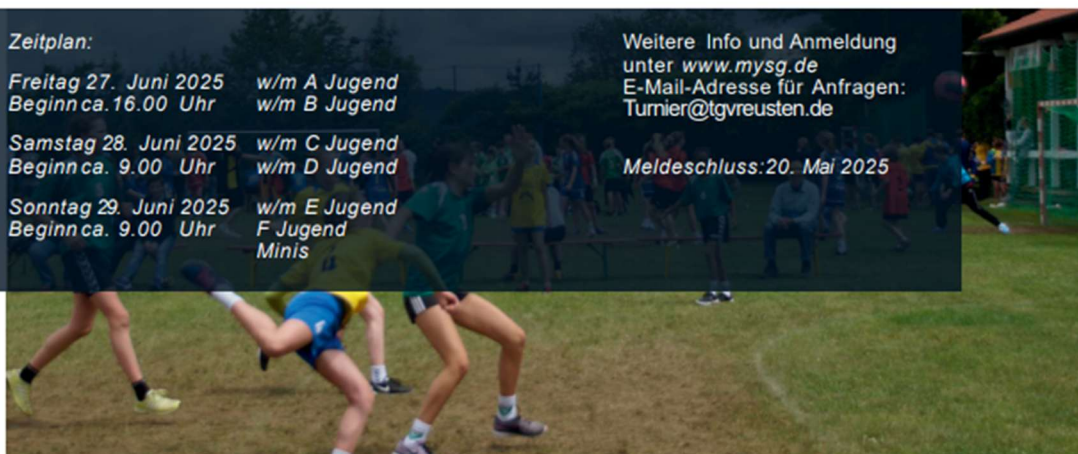 Zeitplan:
Freitag 27. Juni 2025 w/m A Jugend
Beginn ca. 16.00 Uhr w/m B Jugend
Samstag 28. Juni 2025 w/m C Jugend
Beginn ca. 9.00 Uhr w/m D Jugend
Sonntag 29. Juni 2025 w/m E Jugend
Beginn ca. 9.00 Uhr F Jugend
Minis
Weitere Info und Anmeldung
unter www.mysg.de
E-Mail-Adresse für Anfragen:
Turnier@tgvreusten.de
Meldeschluss:20. Mai 2025